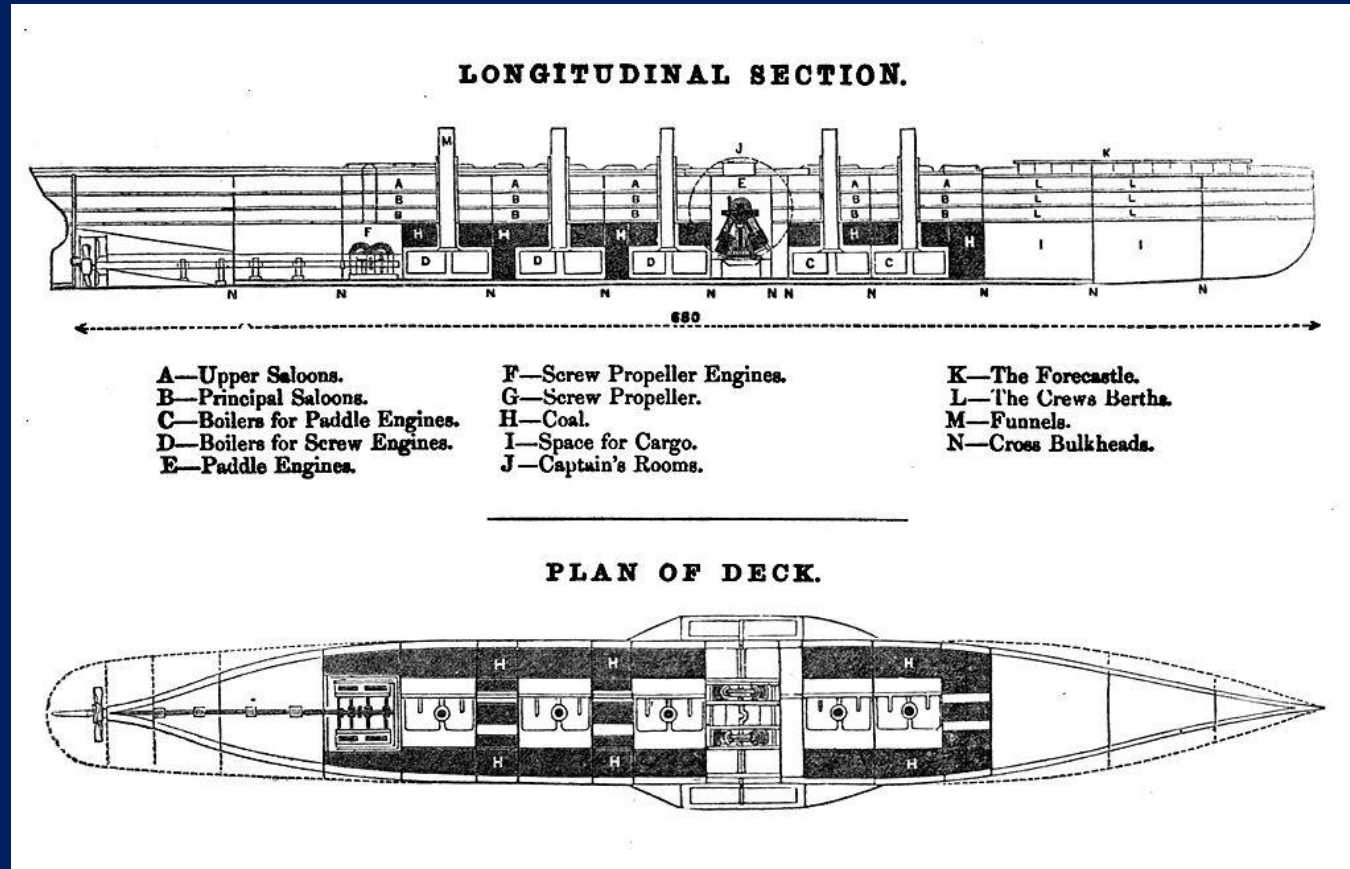 LONGITUDINAL SECTION.
M
J
K
A A A E A A L L
B B B B B L L
B B B B B L L
F
H H H H H
I I
D D D C C
N N N N N N N N N N N
680
A—Upper Saloons.
B—Principal Saloons.
C—Boilers for Paddle Engines.
D—Boilers for Screw Engines.
E—Paddle Engines.
F—Screw Propeller Engines.
G—Screw Propeller.
H—Coal.
I—Space for Cargo.
J—Captain's Rooms.
K—The Forecastle.
L—The Crews Berths.
M—Funnels.
N—Cross Bulkheads.
PLAN OF DECK.
H H H
H H H